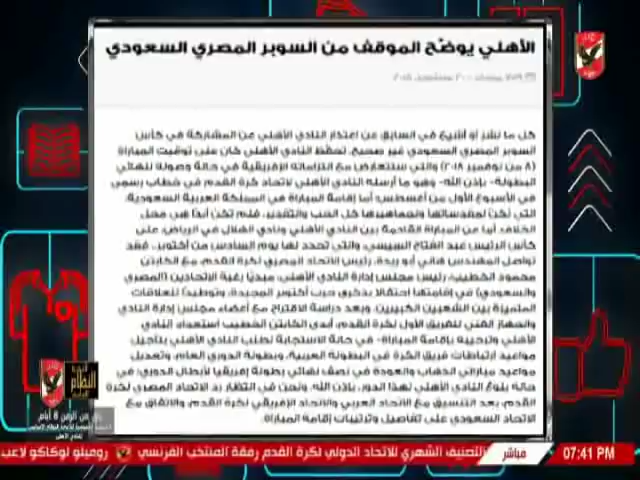 الأهلي يوضّح الموقف من السوبر المصري السعودي
كل ما نشر أو أشيع في السابق عن اعتذار النادي الأهلي عن المشاركة في كأس
السوبر المصري السعودي غير صحيح. تحفّظ النادي الأهلي كان على توقيت المباراة
(٨ من نوفمبر ٢٠١٨) والتي ستتعارض مع التزاماته الإفريقية في حالة وصوله لنهائي
البطولة- بإذن الله- وهو ما أرسله النادي الأهلي لاتحاد كرة القدم في خطاب رسمي
في الأسبوع الأول من أغسطس أما إقامة المباراة في المملكة العربية السعودية،
التي نكن لمقدساتها ولجماهيرها كل الحب والتقدير، فلم تكن أبدًا هي محل
الخلاف أما عن المباراة القادمة بين النادي الأهلي ونادي الهلال في الرياض، على
كأس الرئيس عبد الفتاح السيسي، والتي تحدد لها يوم السادس من أكتوبر، فقد
تواصل المهندس هاني أبو ريدة، رئيس الاتحاد المصري لكرة القدم، مع الكابتن
محمود الخطيب، رئيس مجلس إدارة النادي الأهلي، مبديًا رغبة الاتحادين (المصري
والسعودي) في إقامتها احتفالا بذكرى حرب أكتوبر المجيدة، وتوطيدًا للعلاقات
المتميزة بين الشعبين الكبيرين. وبعد دراسة الاقتراح مع أعضاء مجلس إدارة النادي
والجهاز الفني للفريق الأول لكرة القدم، أبدى الكابتن الخطيب استعداد النادي
الأهلي وترحيبه بإقامة المباراة- في حالة الاستجابة لطلب النادي الأهلي بتأجيل
مواعيد ارتباطات فريق الكرة في البطولة العربية، وبطولة الدوري العام، وتعديل
مواعيد مباراتي الذهاب والعودة في نصف نهائي بطولة إفريقيا لأبطال الدوري؛ في
حالة بلوغ النادي الأهلي لهذا الدور، بإذن الله. ونحن في انتظار رد الاتحاد المصري لكرة
القدم، بعد التنسيق مع الاتحاد العربي والاتحاد الإفريقي لكرة القدم، والاتفاق مع
الاتحاد السعودي على تفاصيل وترتيبات إقامة المباراة.
النظام
07:41 PM
مباشر
التصنيف الشهري للاتحاد الدولي لكرة القدم رفقة المنتخب الفرنسي
روميلو لوكاكو لاعب